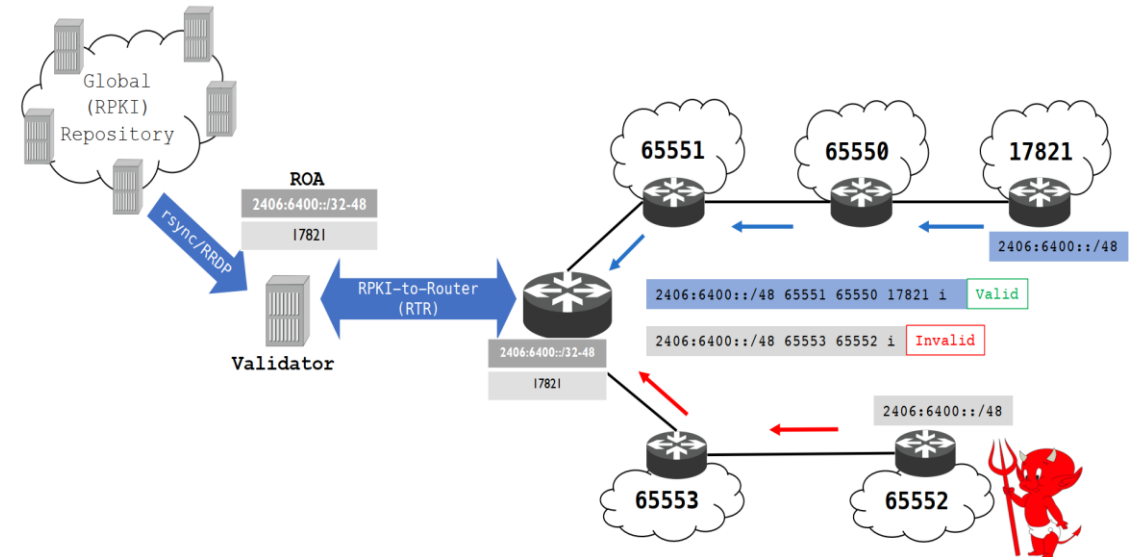 Global
(RPKI)
Repository
rsync/RRDP
ROA
2406:6400::/32-48
17821
Validator
RPKI-to-Router
(RTR)
2406:6400::/32-48
17821
65551
65550
17821
2406:6400::/48
2406:6400::/48 65551 65550 17821 i Valid
2406:6400::/48 65553 65552 i Invalid
2406:6400::/48
65553
65552